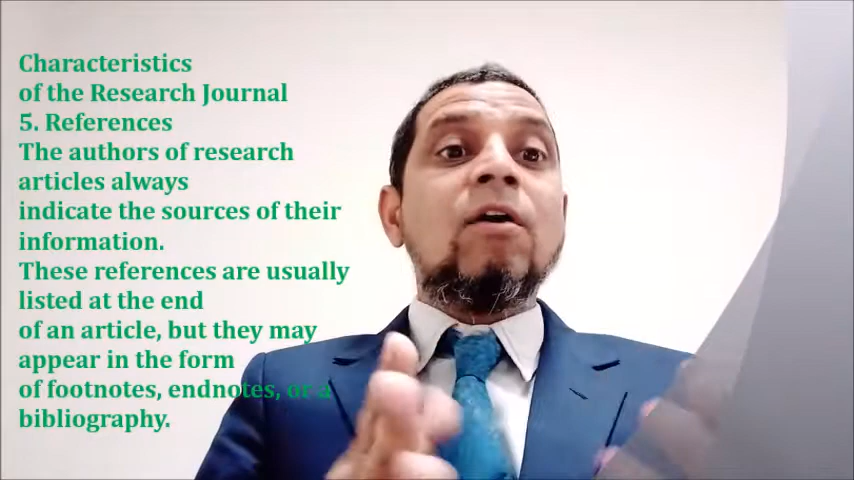 Characteristics
of the Research Journal
5. References
The authors of research
articles always
indicate the sources of their
information.
These references are usually
listed at the end
of an article, but they may
appear in the form
of footnotes, endnotes, or a
bibliography.